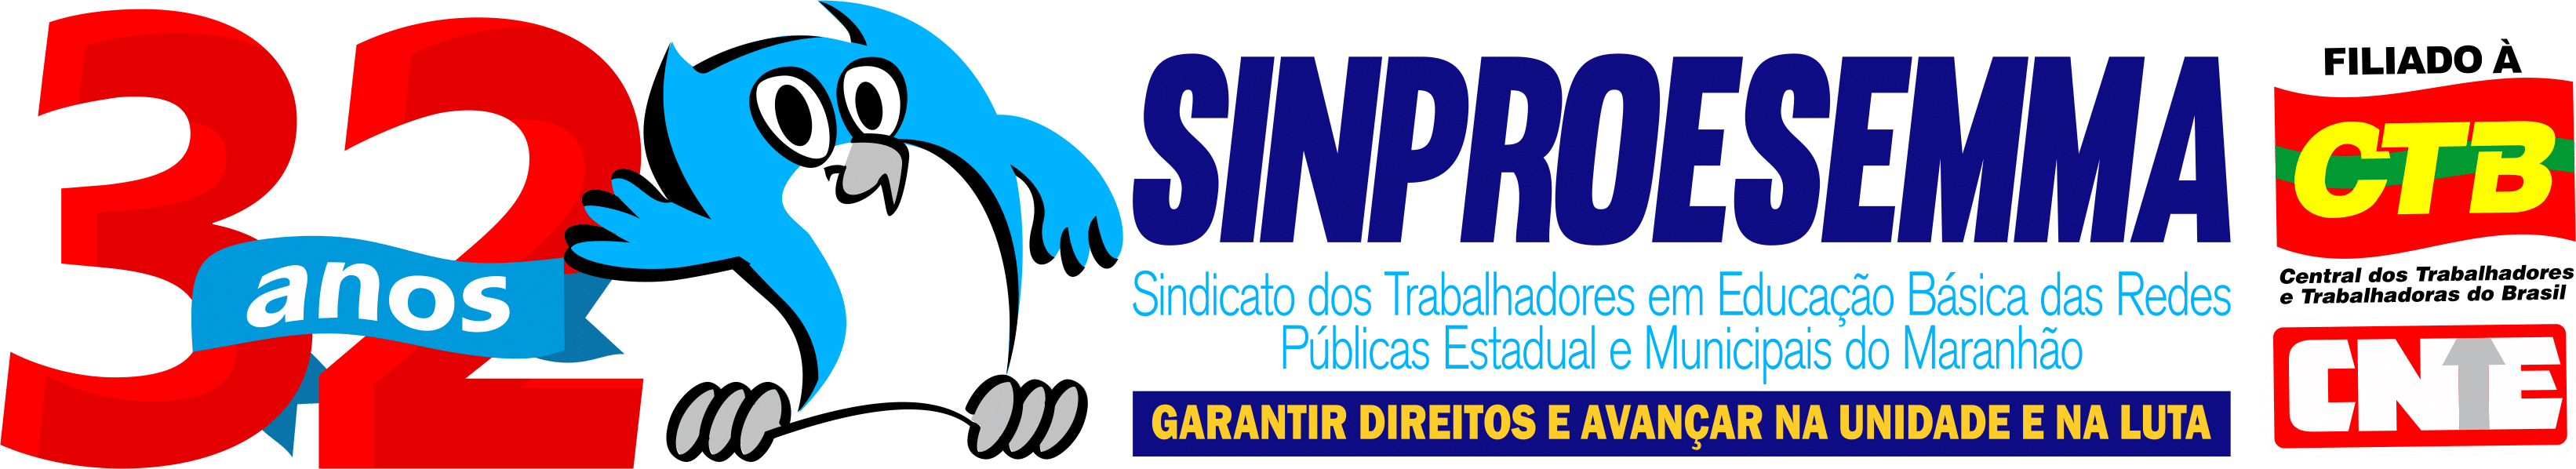 32
anos
SINPROESEMMA
Sindicato dos Trabalhadores em Educação Básica das Redes
Públicas Estadual e Municipais do Maranhão
GARANTIR DIREITOS E AVANÇAR NA UNIDADE E NA LUTA
FILIADO À
CTB
Central dos Trabalhadores
e Trabalhadoras do Brasil
CNTE